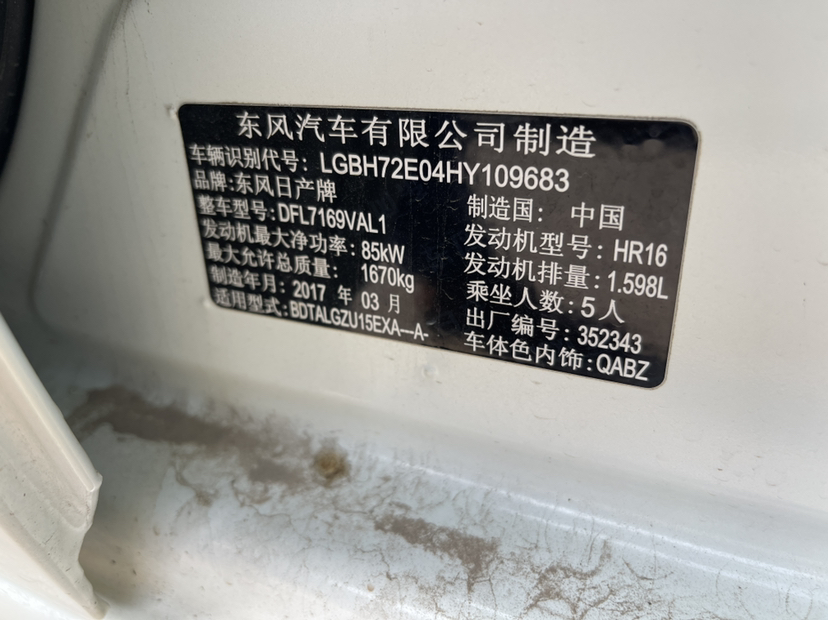 东风汽车有限公司制造
车辆识别代号: LGBH72E04HY109683
品牌:东风日产牌 制造国: 中国
整车型号:DFL7169VAL1 发动机型号: HR16
发动机最大净功率: 85kW 发动机排量: 1.598L
最大允许总质量: 1670kg 乘坐人数: 5人
制造年月: 2017 年 03 月 出厂编号: 352343
适用型式: BDTALGZU15EXA---A- 车体色内饰: QABZ